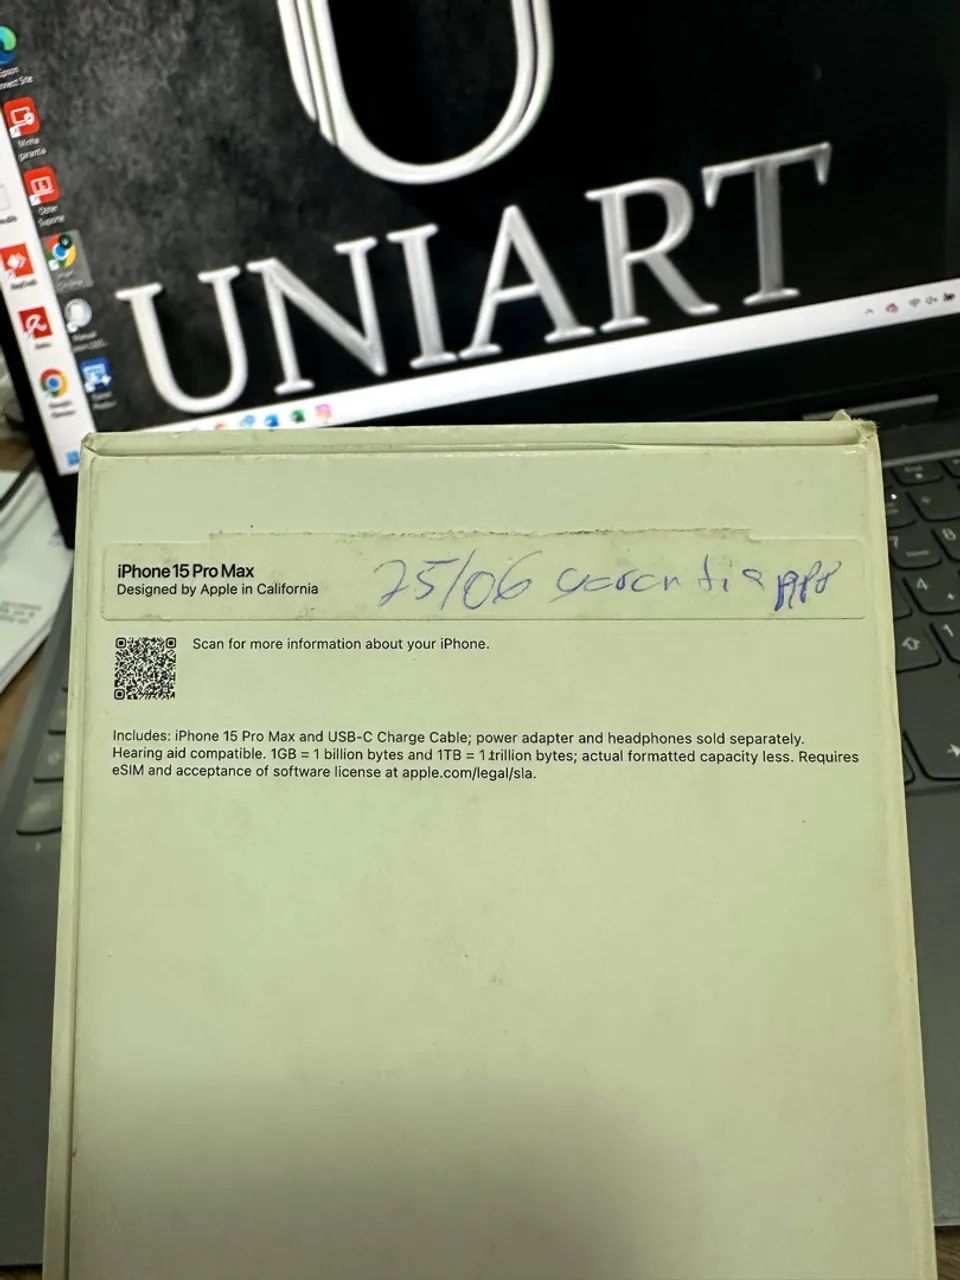 U
UNIART
iPhone 15 Pro Max
Designed by Apple in California
25/06 garantia APP
Scan for more information about your iPhone.
Includes: iPhone 15 Pro Max and USB-C Charge Cable; power adapter and headphones sold separately.
Hearing aid compatible. 1GB = 1 billion bytes and 1TB = 1 trillion bytes; actual formatted capacity less. Requires
eSIM and acceptance of software license at apple.com/legal/sla.